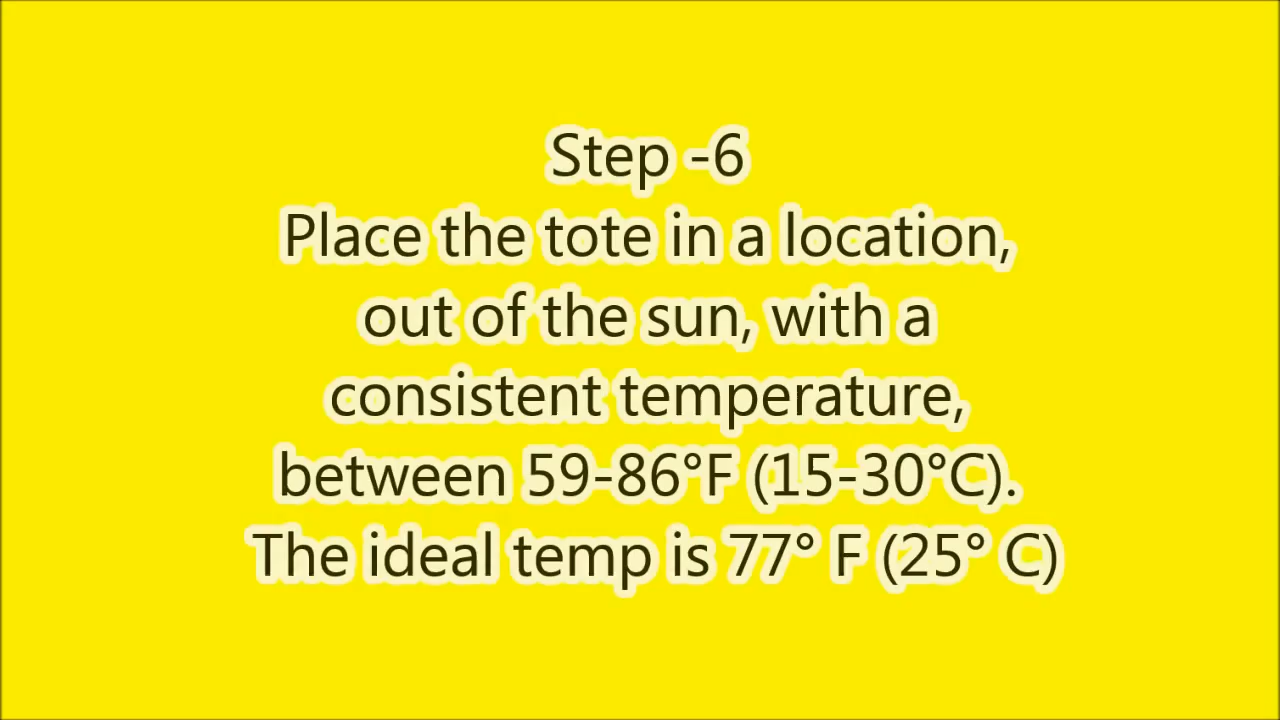 Step -6
Place the tote in a location,
out of the sun, with a
consistent temperature,
between 59-86°F (15-30°C).
The ideal temp is 77° F (25° C)